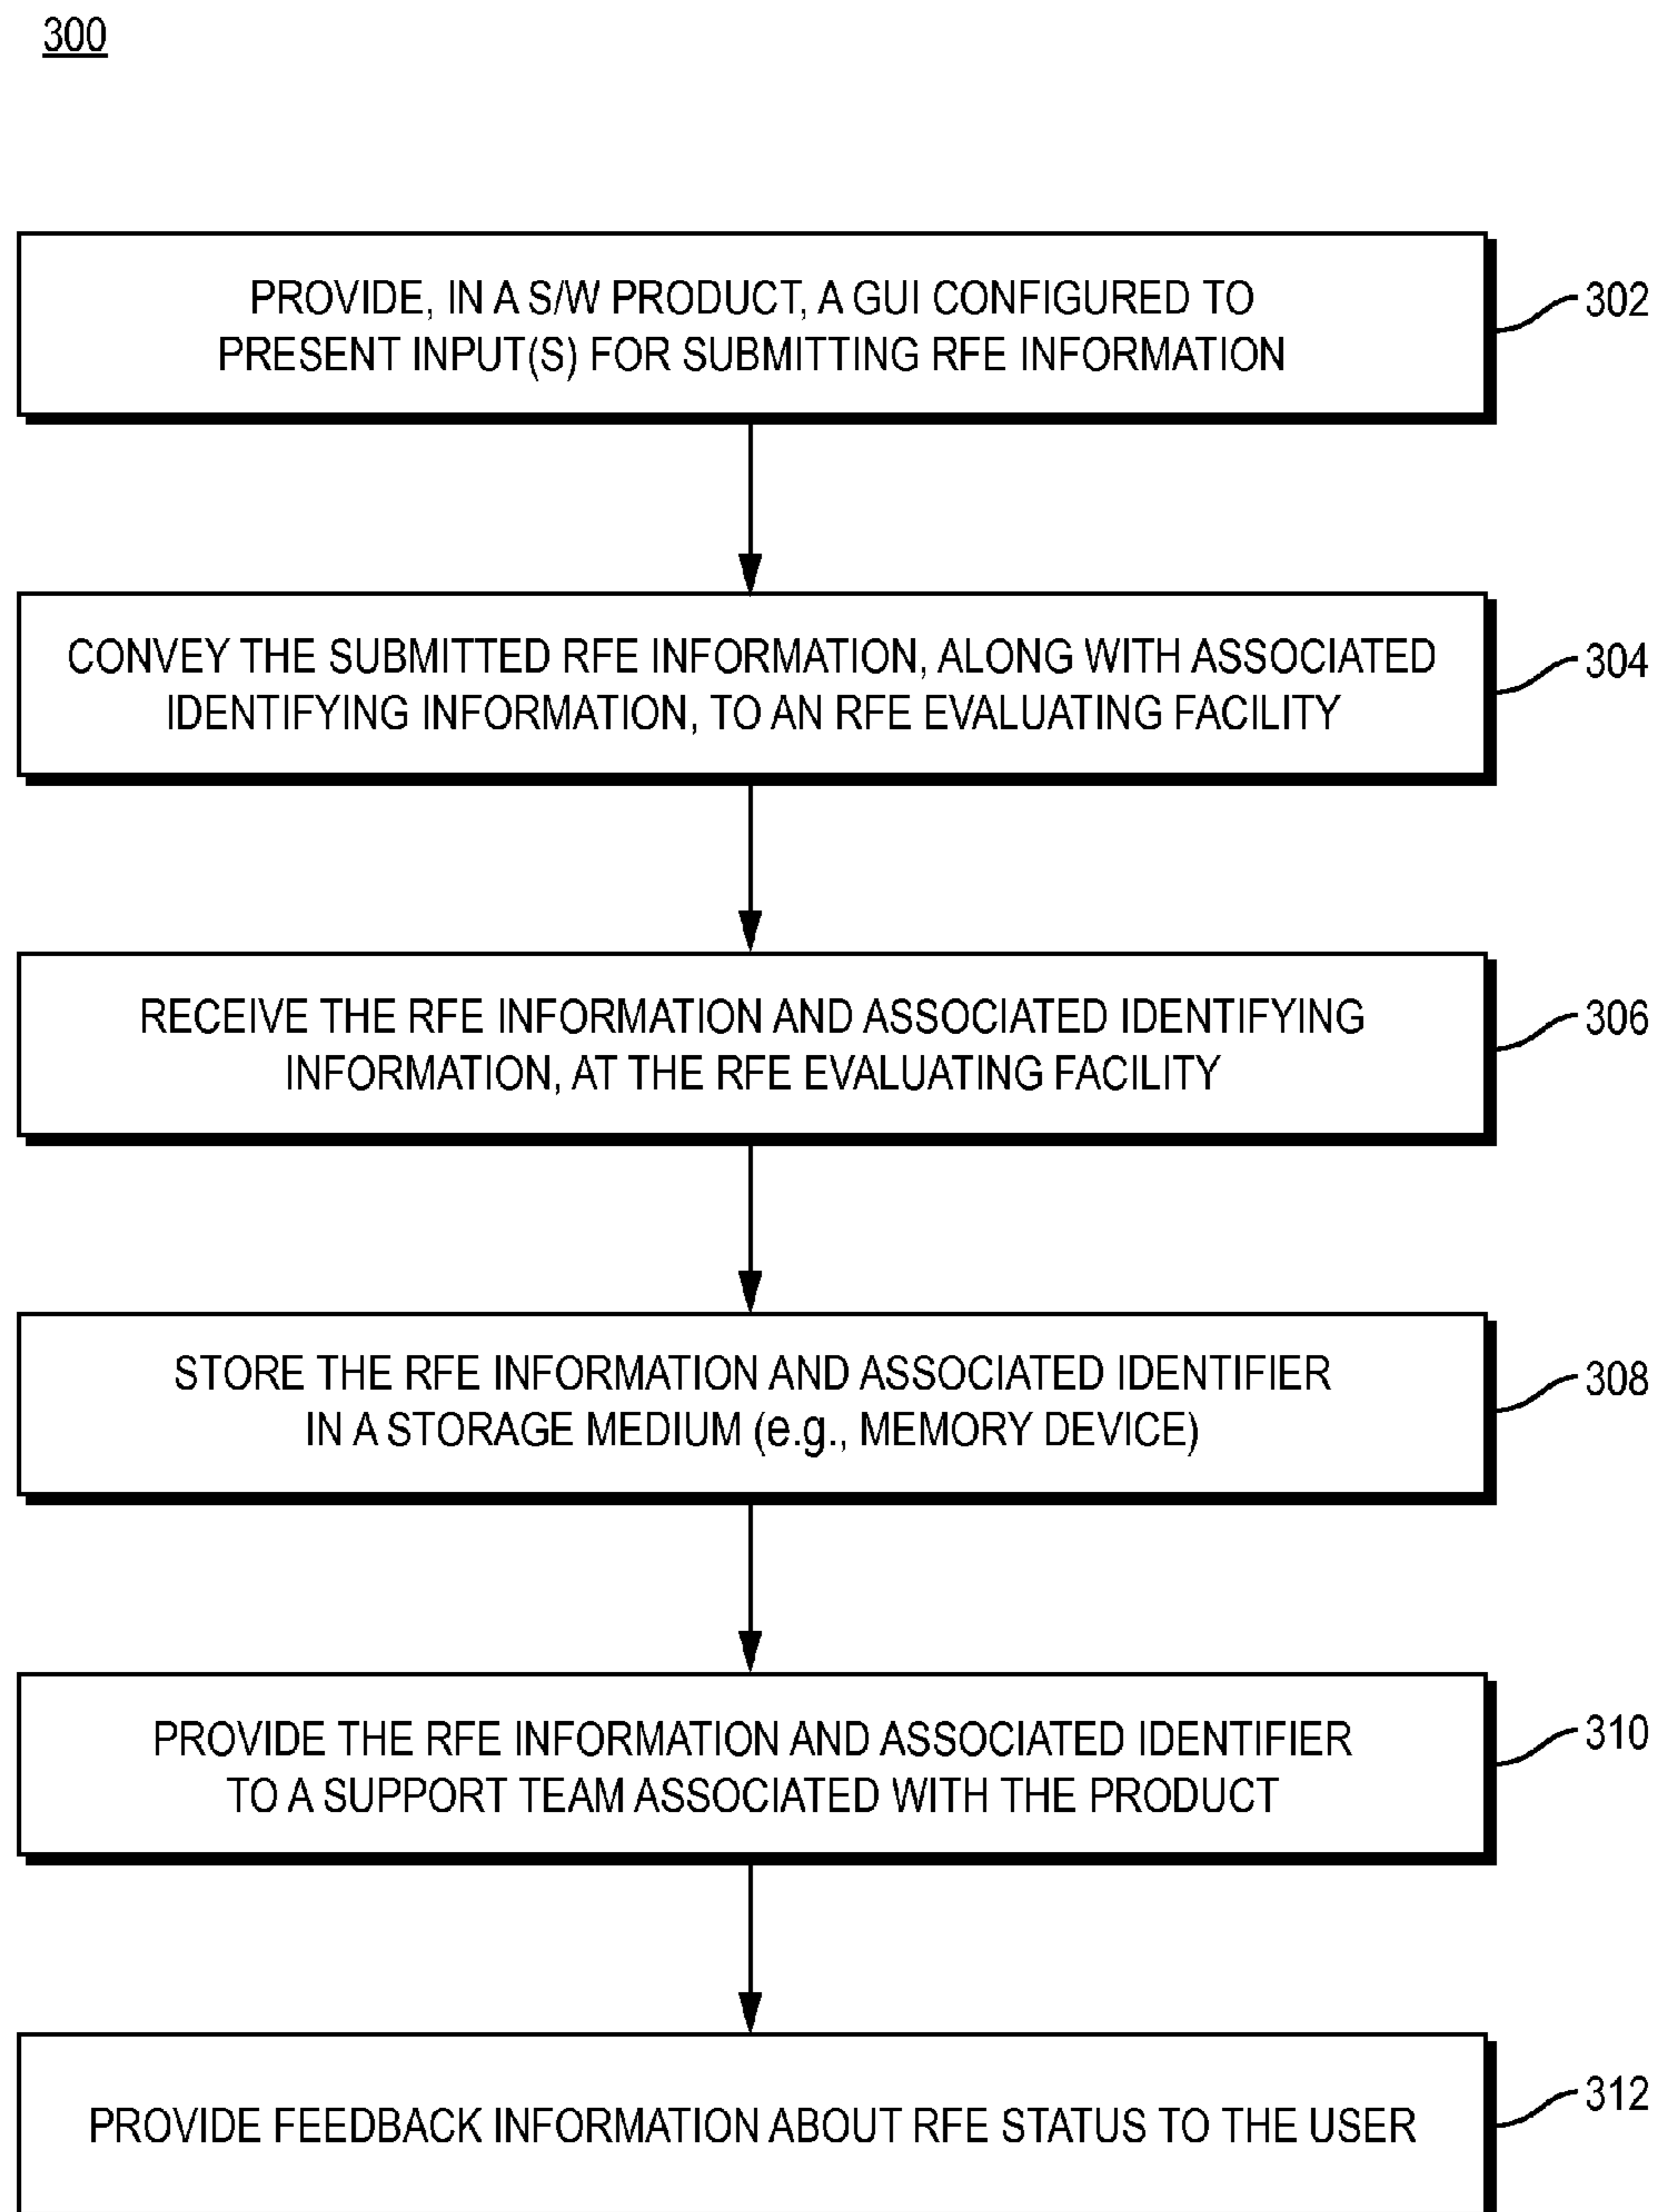 300
PROVIDE, IN A S/W PRODUCT, A GUI CONFIGURED TO
PRESENT INPUT(S) FOR SUBMITTING RFE INFORMATION
302
CONVEY THE SUBMITTED RFE INFORMATION, ALONG WITH ASSOCIATED
IDENTIFYING INFORMATION, TO AN RFE EVALUATING FACILITY
304
RECEIVE THE RFE INFORMATION AND ASSOCIATED IDENTIFYING
INFORMATION, AT THE RFE EVALUATING FACILITY
306
STORE THE RFE INFORMATION AND ASSOCIATED IDENTIFIER
IN A STORAGE MEDIUM (e.g., MEMORY DEVICE)
308
PROVIDE THE RFE INFORMATION AND ASSOCIATED IDENTIFIER
TO A SUPPORT TEAM ASSOCIATED WITH THE PRODUCT
310
PROVIDE FEEDBACK INFORMATION ABOUT RFE STATUS TO THE USER
312